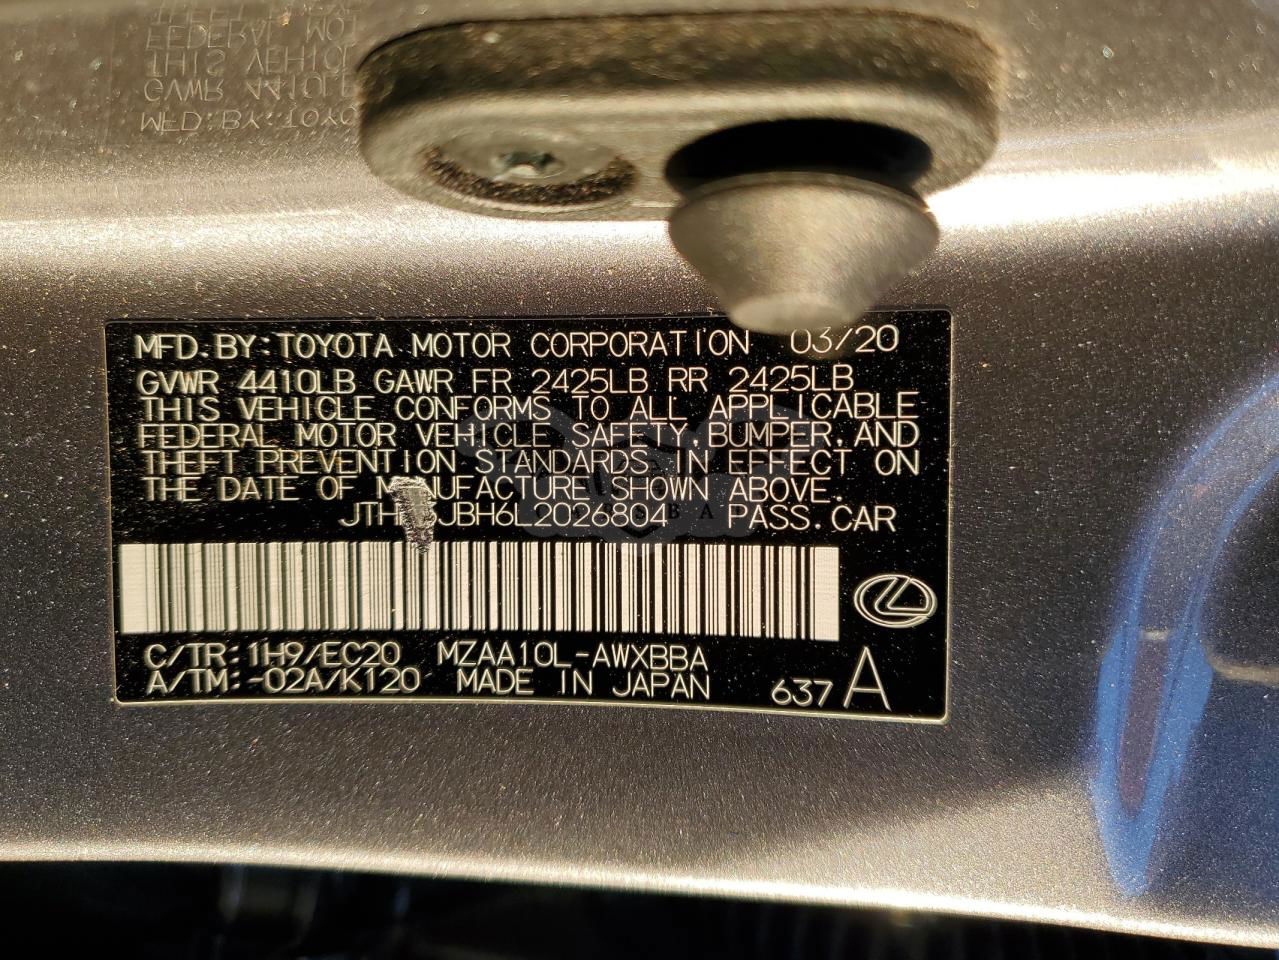 MFD.BY:TOYOTA MOTOR CORPORATION 03/20
GVWR 4410LB GAWR FR 2425LB RR 2425LB
THIS VEHICLE CONFORMS TO ALL APPLICABLE
FEDERAL MOTOR VEHICLE SAFETY,BUMPER,AND
THEFT PREVENTION STANDARDS IN EFFECT ON
THE DATE OF MANUFACTURE SHOWN ABOVE.
PASS.CAR
C/TR:1H9/EC20 MZAA10L-AWXBBA
A/TM:-02A/K120 MADE IN JAPAN
637 A